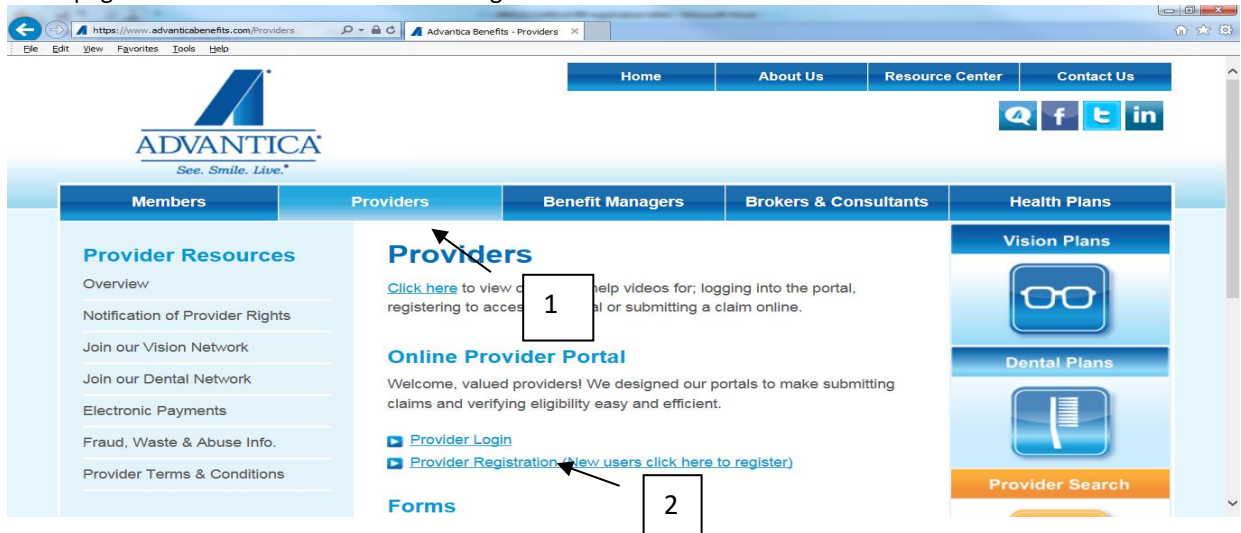 https://www.advanticabenefits.com/Providers
Advantica Benefits - Providers
File Edit View Favorites Tools Help
Home About Us Resource Center Contact Us
f t in
ADVANTICA
See. Smile. Live.®
Members Providers Benefit Managers Brokers & Consultants Health Plans
Provider Resources
Overview
Notification of Provider Rights
Join our Vision Network
Join our Dental Network
Electronic Payments
Fraud, Waste & Abuse Info.
Provider Terms & Conditions
Providers
Click here to view help videos for; logging into the portal,
registering to or submitting a claim online.
Online Provider Portal
Welcome, valued providers! We designed our portals to make submitting
claims and verifying eligibility easy and efficient.
Provider Login
Provider Registration (New users click here to register)
Forms
1
2
Vision Plans
Dental Plans
Provider Search